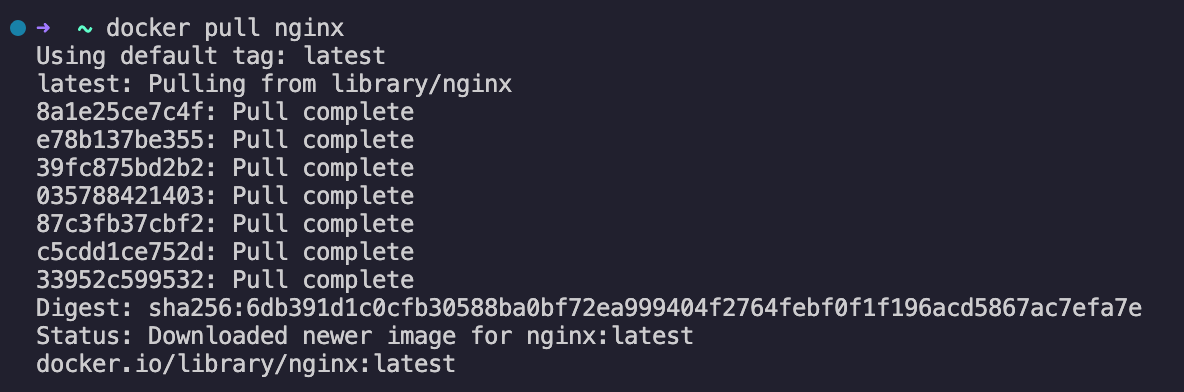 ➜ ~ docker pull nginx
Using default tag: latest
latest: Pulling from library/nginx
8a1e25ce7c4f: Pull complete
e78b137be355: Pull complete
39fc875bd2b2: Pull complete
035788421403: Pull complete
87c3fb37cbf2: Pull complete
c5cdd1ce752d: Pull complete
33952c599532: Pull complete
Digest: sha256:6db391d1c0cfb30588ba0bf72ea999404f2764febf0f1f196acd5867ac7efa7e
Status: Downloaded newer image for nginx:latest
docker.io/library/nginx:latest